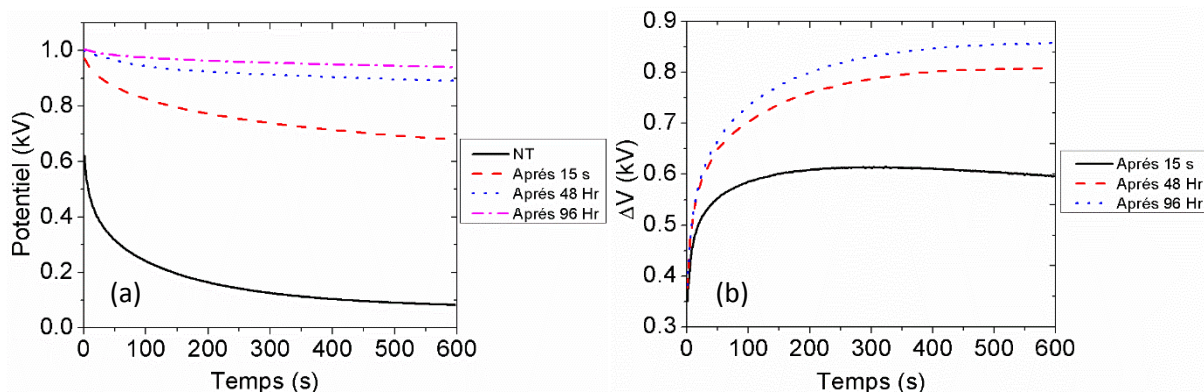 1.0
0.8
0.6
0.4
0.2
0.0
Potentiel (kV)
0 100 200 300 400 500 600
Temps (s)
(a)
NT
Aprés 15 s
Aprés 48 Hr
Aprés 96 Hr
0.9
0.8
0.7
0.6
0.5
0.4
0.3
ΔV (kV)
0 100 200 300 400 500 600
Temps (s)
(b)
Aprés 15 s
Aprés 48 Hr
Aprés 96 Hr